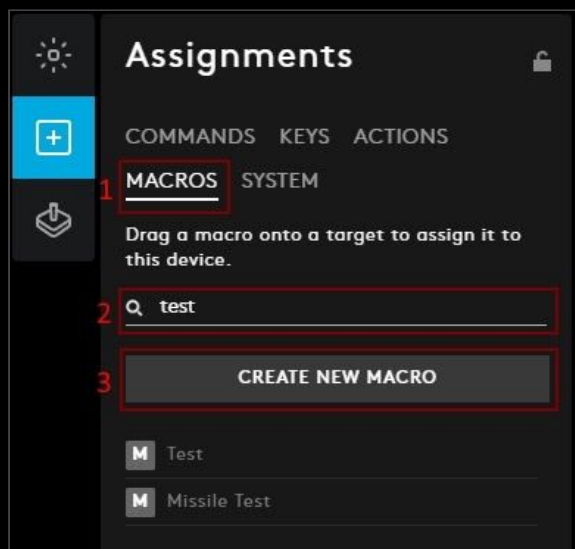 Assignments
COMMANDS KEYS ACTIONS
1 MACROS SYSTEM
Drag a macro onto a target to assign it to
this device.
2 test
3 CREATE NEW MACRO
M Test
M Missile Test